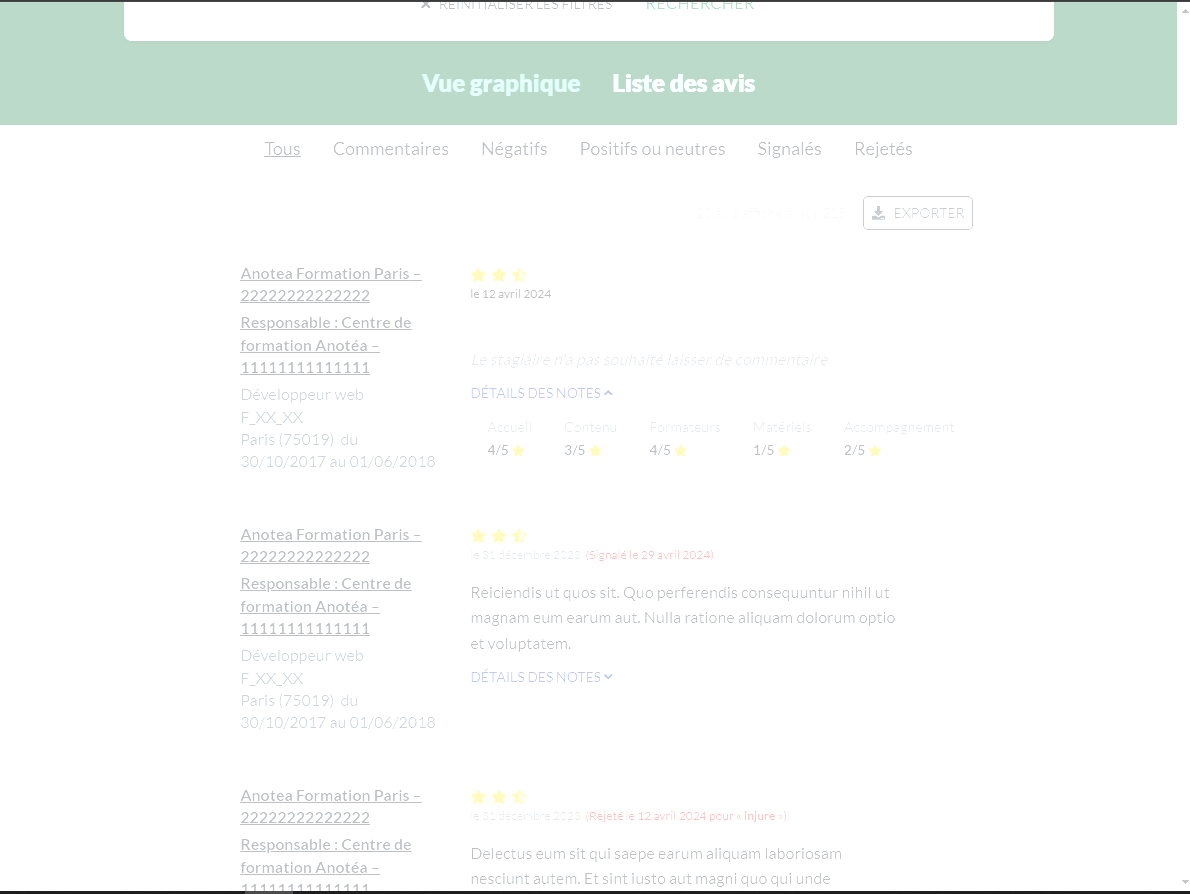 ✕ RÉINITIALISER LES FILTRES RECHERCHER
Vue graphique Liste des avis
Tous Commentaires Négatifs Positifs ou neutres Signalés Rejetés
EXPORTER
Anotea Formation Paris –
22222222222222
Responsable : Centre de
formation Anotéa –
11111111111111
Développeur web
F_XX_XX
Paris (75019) du
30/10/2017 au 01/06/2018
le 12 avril 2024
Le stagiaire n'a pas souhaité laisser de commentaire
DÉTAILS DES NOTES
Accueil Contenu Formateurs Matériels Accompagnement
4/5 3/5 4/5 1/5 2/5
Anotea Formation Paris –
22222222222222
Responsable : Centre de
formation Anotéa –
11111111111111
Développeur web
F_XX_XX
Paris (75019) du
30/10/2017 au 01/06/2018
le 31 décembre 2023 (Signalé le 29 avril 2024)
Reiciendis ut quos sit. Quo perferendis consequuntur nihil ut
magnam eum earum aut. Nulla ratione aliquam dolorum optio
et voluptatem.
DÉTAILS DES NOTES
Anotea Formation Paris –
22222222222222
Responsable : Centre de
formation Anotéa –
11111111111111
le 31 décembre 2023 (Rejeté le 12 avril 2024 pour « injure »)
Delectus eum sit qui saepe earum aliquam laboriosam
nesciunt autem. Et sint iusto aut magni quo qui unde